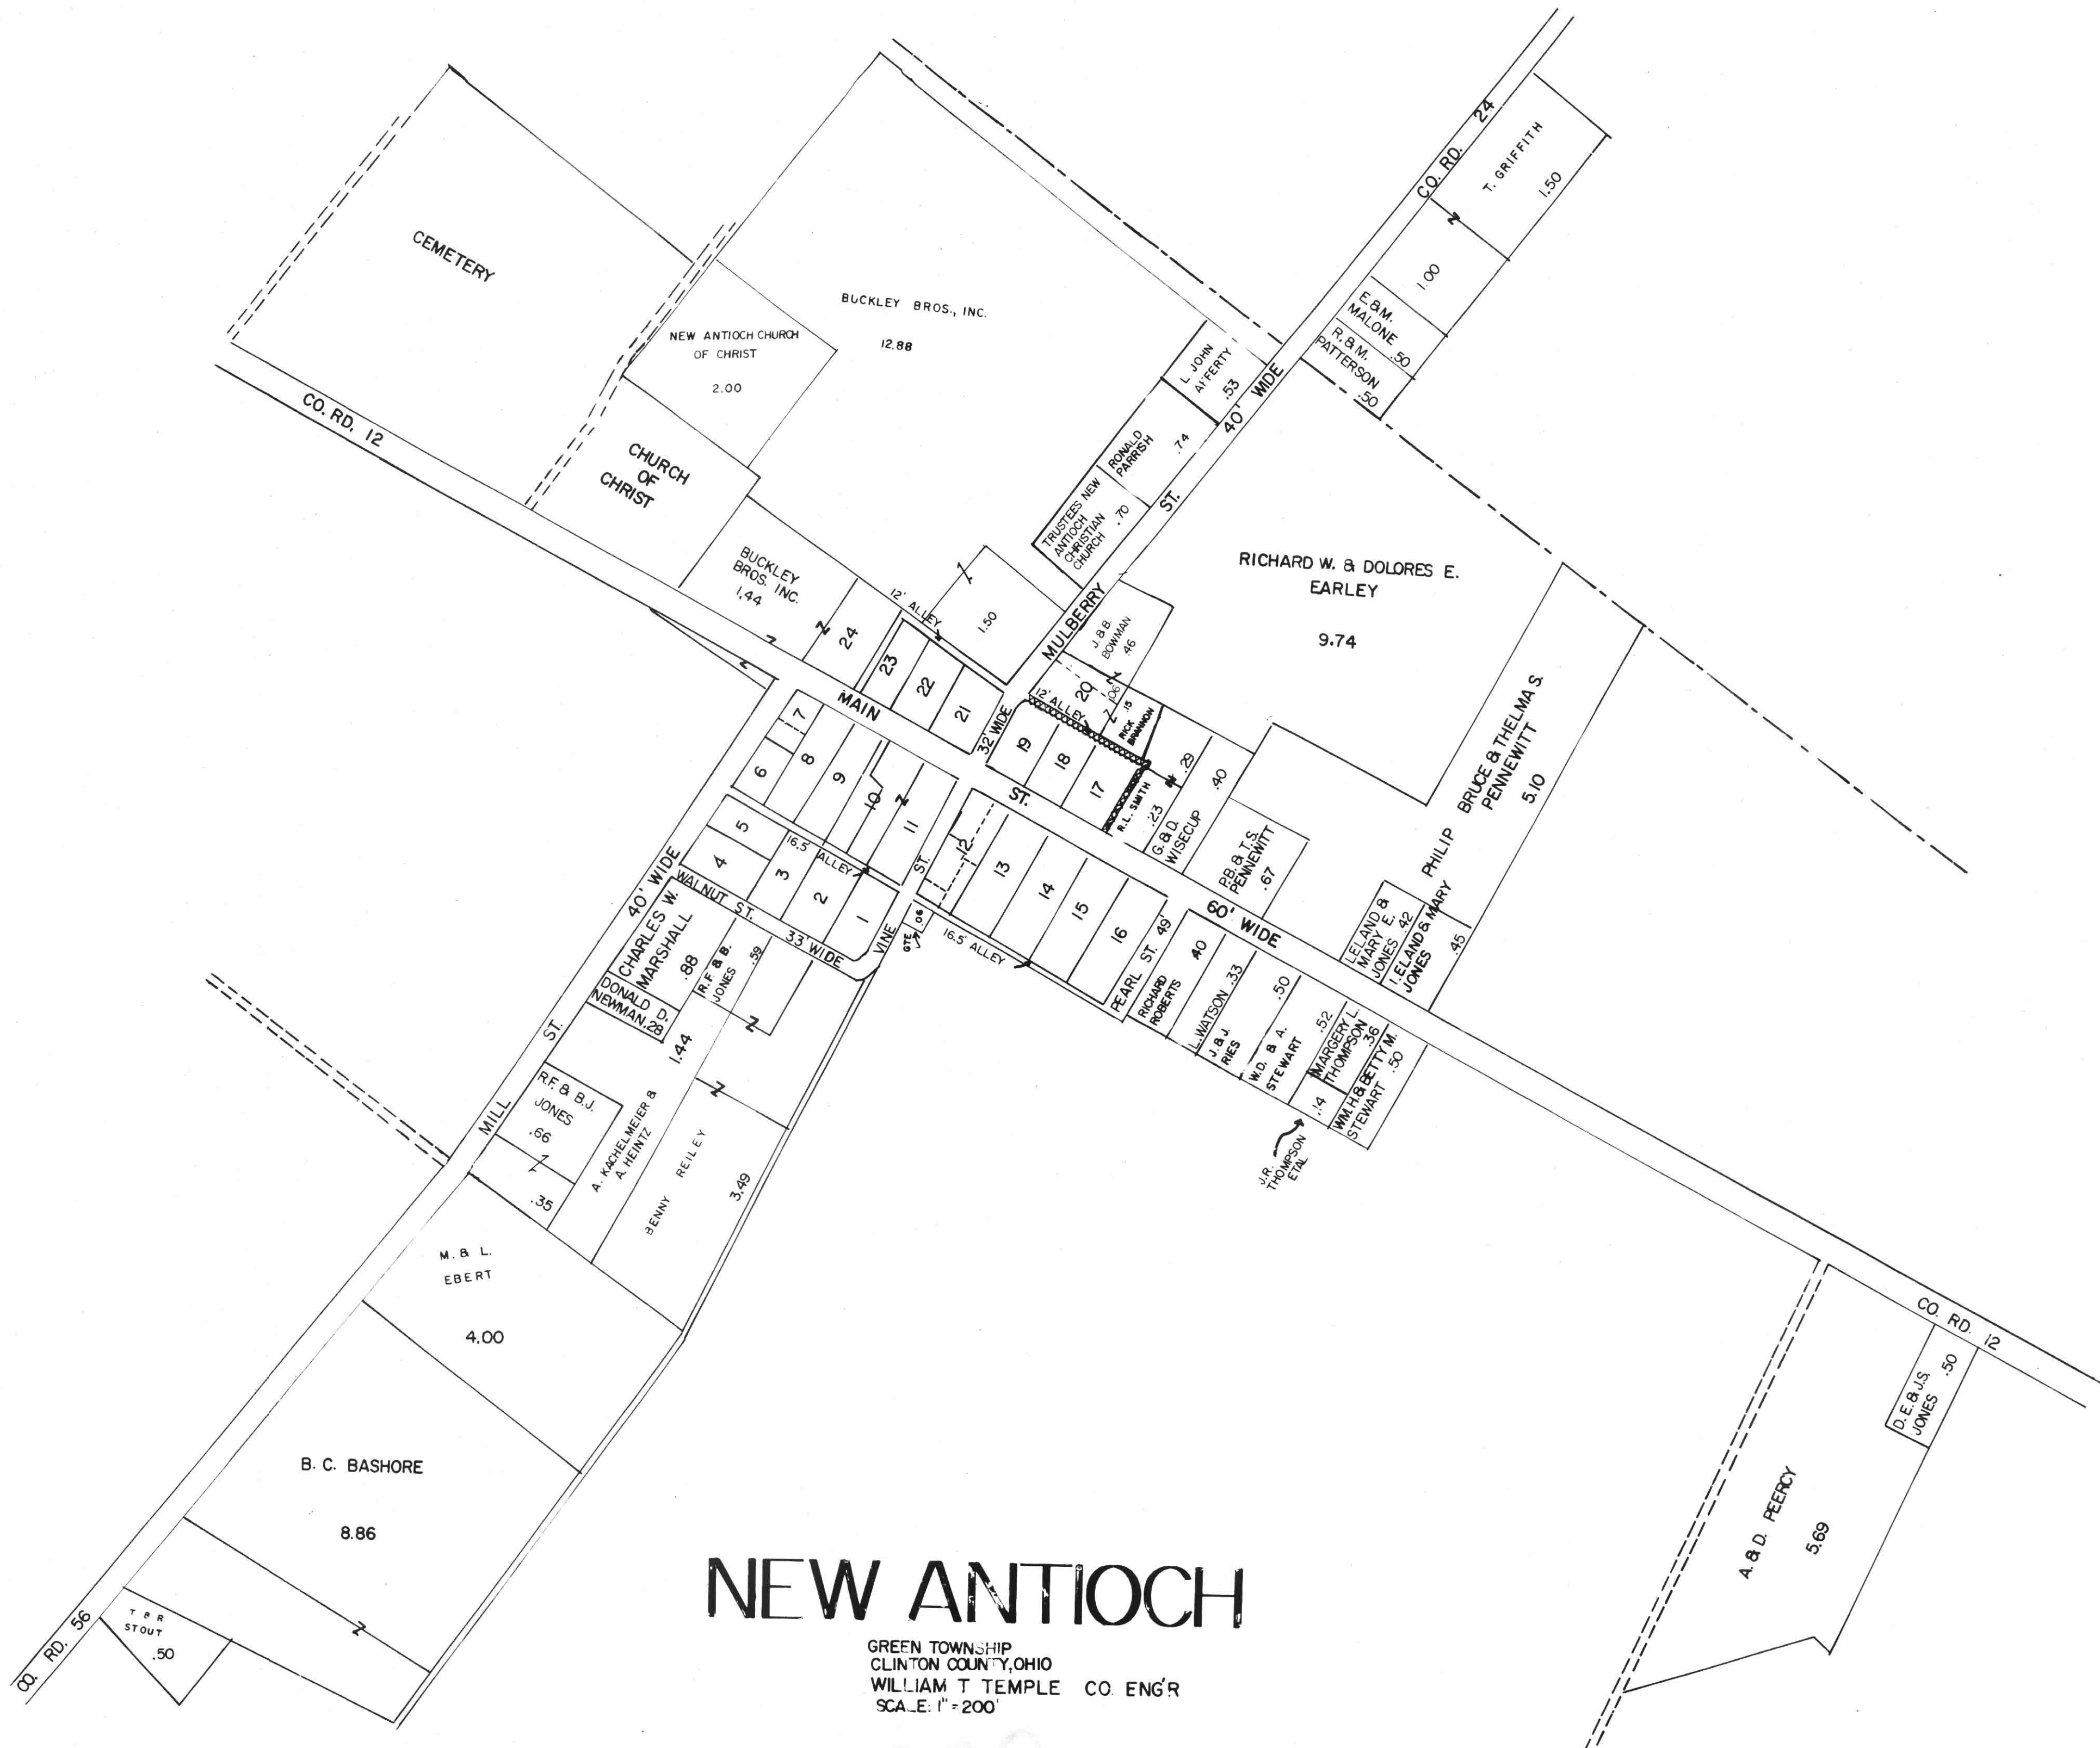 CO. RD. 24
T. GRIFFITH
1.50
1.00
E. & M.
MALONE .50
R. & M.
PATTERSON
.50
CEMETERY
BUCKLEY BROS., INC.
12.88
NEW ANTIOCH CHURCH
OF CHRIST
2.00
L. JOHN
.53
40' WIDE
CO. RD. 12
CHURCH
OF
CHRIST
RONALD
PARRISH
.74
TRUSTEES NEW
ANTIOCH
CHRISTIAN
CHURCH .70
MULBERRY ST.
BUCKLEY
BROS. INC.
1.44
12' ALLEY
1.50
24
23
22
21
32' WIDE
J. & B.
BOWMAN
.46
RICHARD W. & DOLORES E.
EARLEY
9.74
20
.06
12' ALLEY
.15
RICK
BRANNON
19
18
17
R.L. SMITH
.29
.23
G. & D.
WISECUP
.40
P.B. & T.S.
PENNEWITT
.67
PHILIP BRUCE & THELMA S.
PENNEWITT
5.10
MAIN ST.
60' WIDE
7
6
8
9
10
11
12
13
14
15
16
5
4
3
2
1
16.5' ALLEY
WALNUT ST.
33' WIDE
VINE ST.
GTE .06
16.5' ALLEY
PEARL ST. 49'
RICHARD
ROBERTS
.40
L. WATSON .33
J. & J.
RIES
W.D. & A.
STEWART
.50
.52
MARGERY L.
THOMPSON
.36
WM. H. & BETTY M.
STEWART .50
.14
J.R.
THOMPSON
ETAL
LELAND &
MARY E.
JONES .42
LELAND & MARY
JONES
.45
40' WIDE
MILL ST.
CHARLES W.
MARSHALL
.88
DONALD D.
NEWMAN .28
R.F. & B.
JONES .59
1.44
R.F. & B.J.
JONES
.66
.35
A. KACHELMEIER &
A. HEINTZ
BENNY REILEY
3.49
M. & L.
EBERT
4.00
B. C. BASHORE
8.86
CO. RD. 56
T & R
STOUT
.50
CO. RD. 12
D.E. & J.S.
JONES
.50
A. & D. PEERCY
5.69
NEW ANTIOCH
GREEN TOWNSHIP
CLINTON COUNTY, OHIO
WILLIAM T TEMPLE CO. ENG'R
SCALE: 1" = 200'